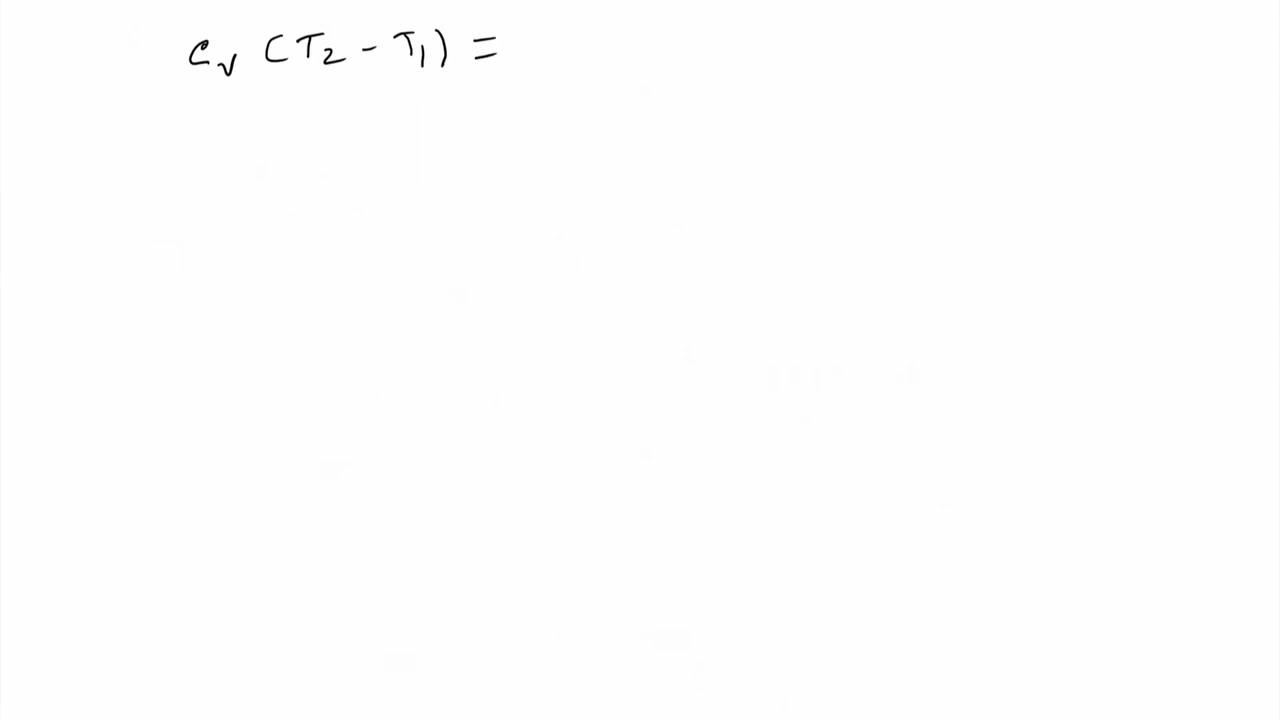 c_v (T_2 - T_1) =